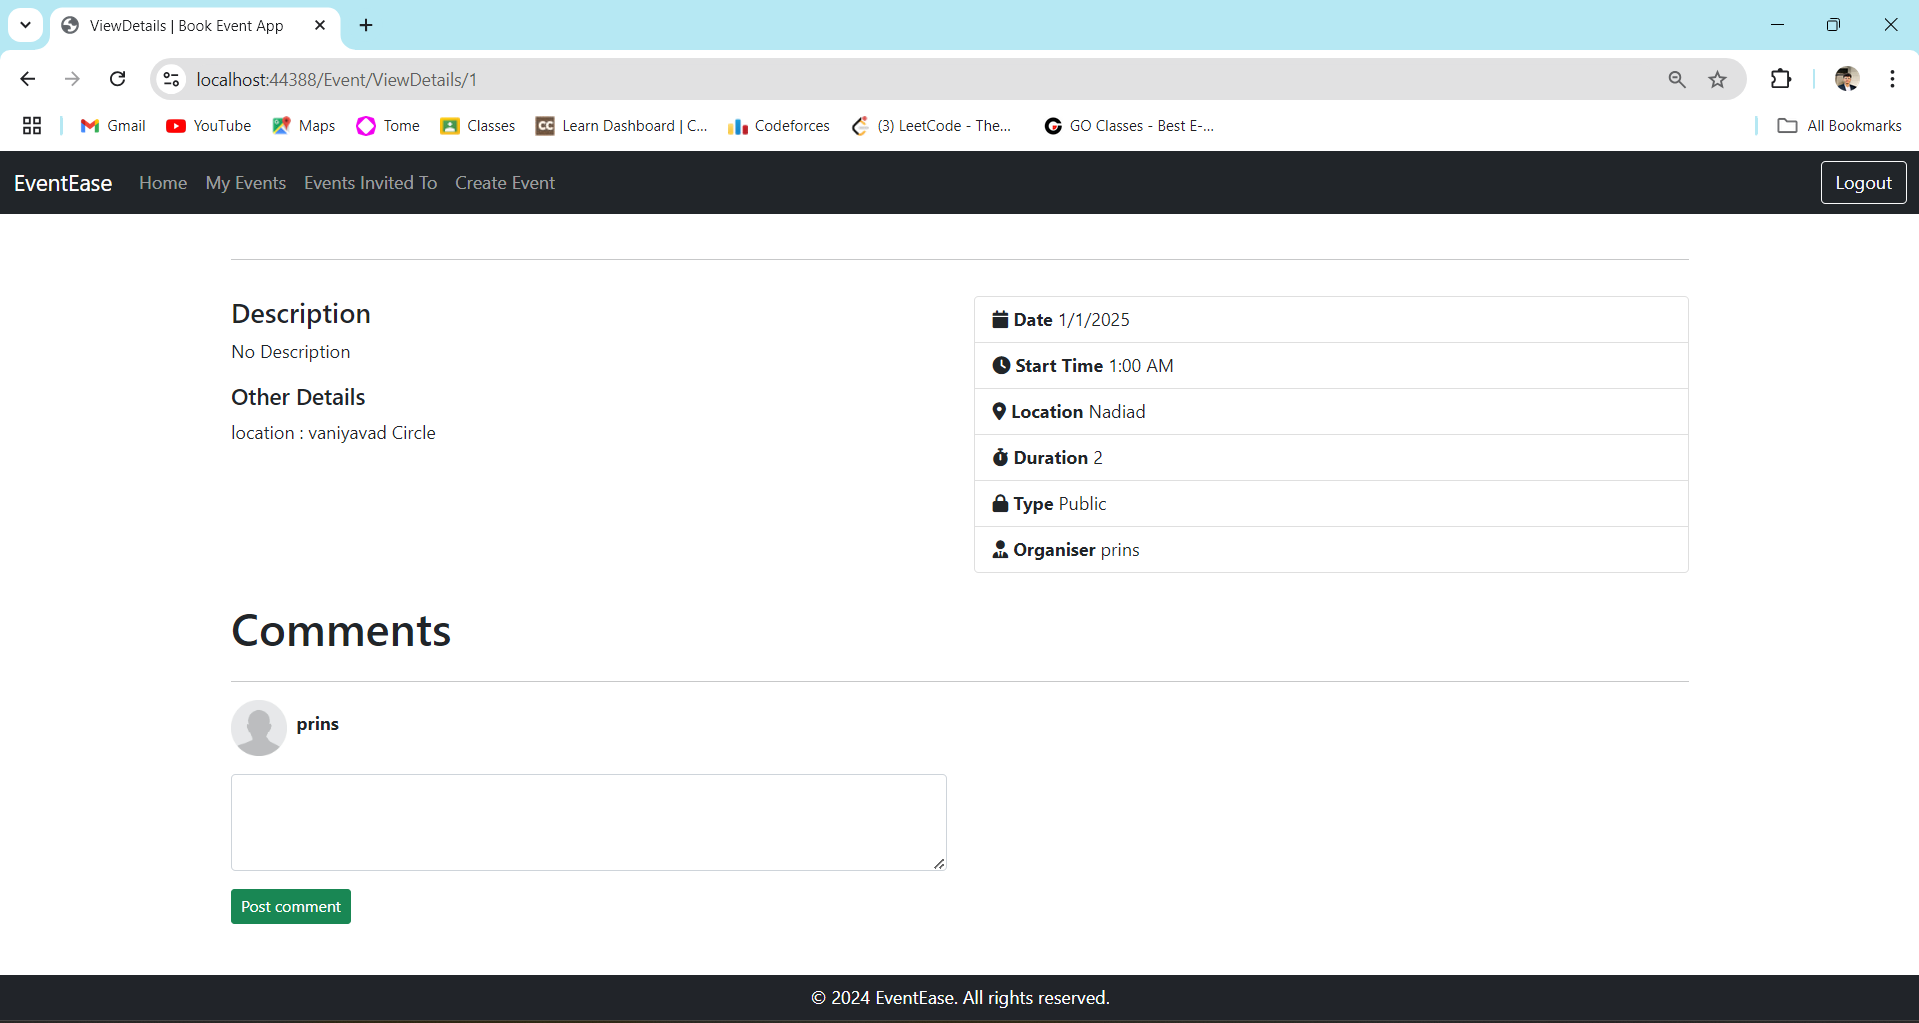 ViewDetails | Book Event App
localhost:44388/Event/ViewDetails/1
Gmail YouTube Maps Tome Classes Learn Dashboard | C... Codeforces (3) LeetCode - The... GO Classes - Best E-... All Bookmarks
EventEase Home My Events Events Invited To Create Event Logout
Description
No Description
Other Details
location : vaniyavad Circle
Date 1/1/2025
Start Time 1:00 AM
Location Nadiad
Duration 2
Type Public
Organiser prins
Comments
prins
Post comment
© 2024 EventEase. All rights reserved.